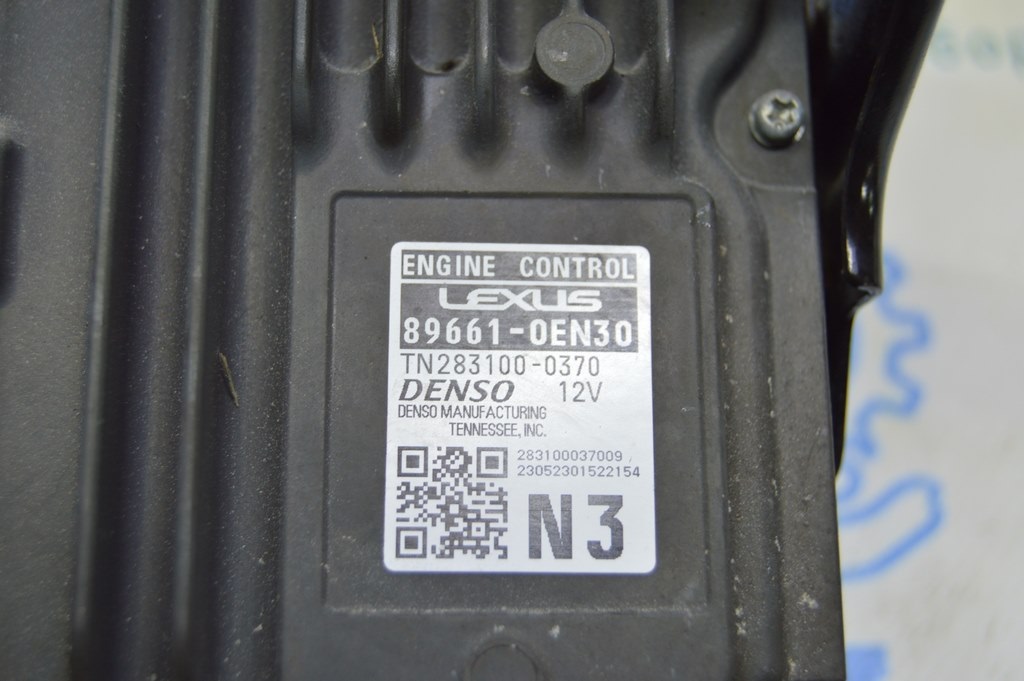 ENGINE CONTROL
LEXUS
89661-0EN30
TN283100-0370
DENSO 12V
DENSO MANUFACTURING
TENNESSEE, INC.
283100037009,
23052301522154
N3